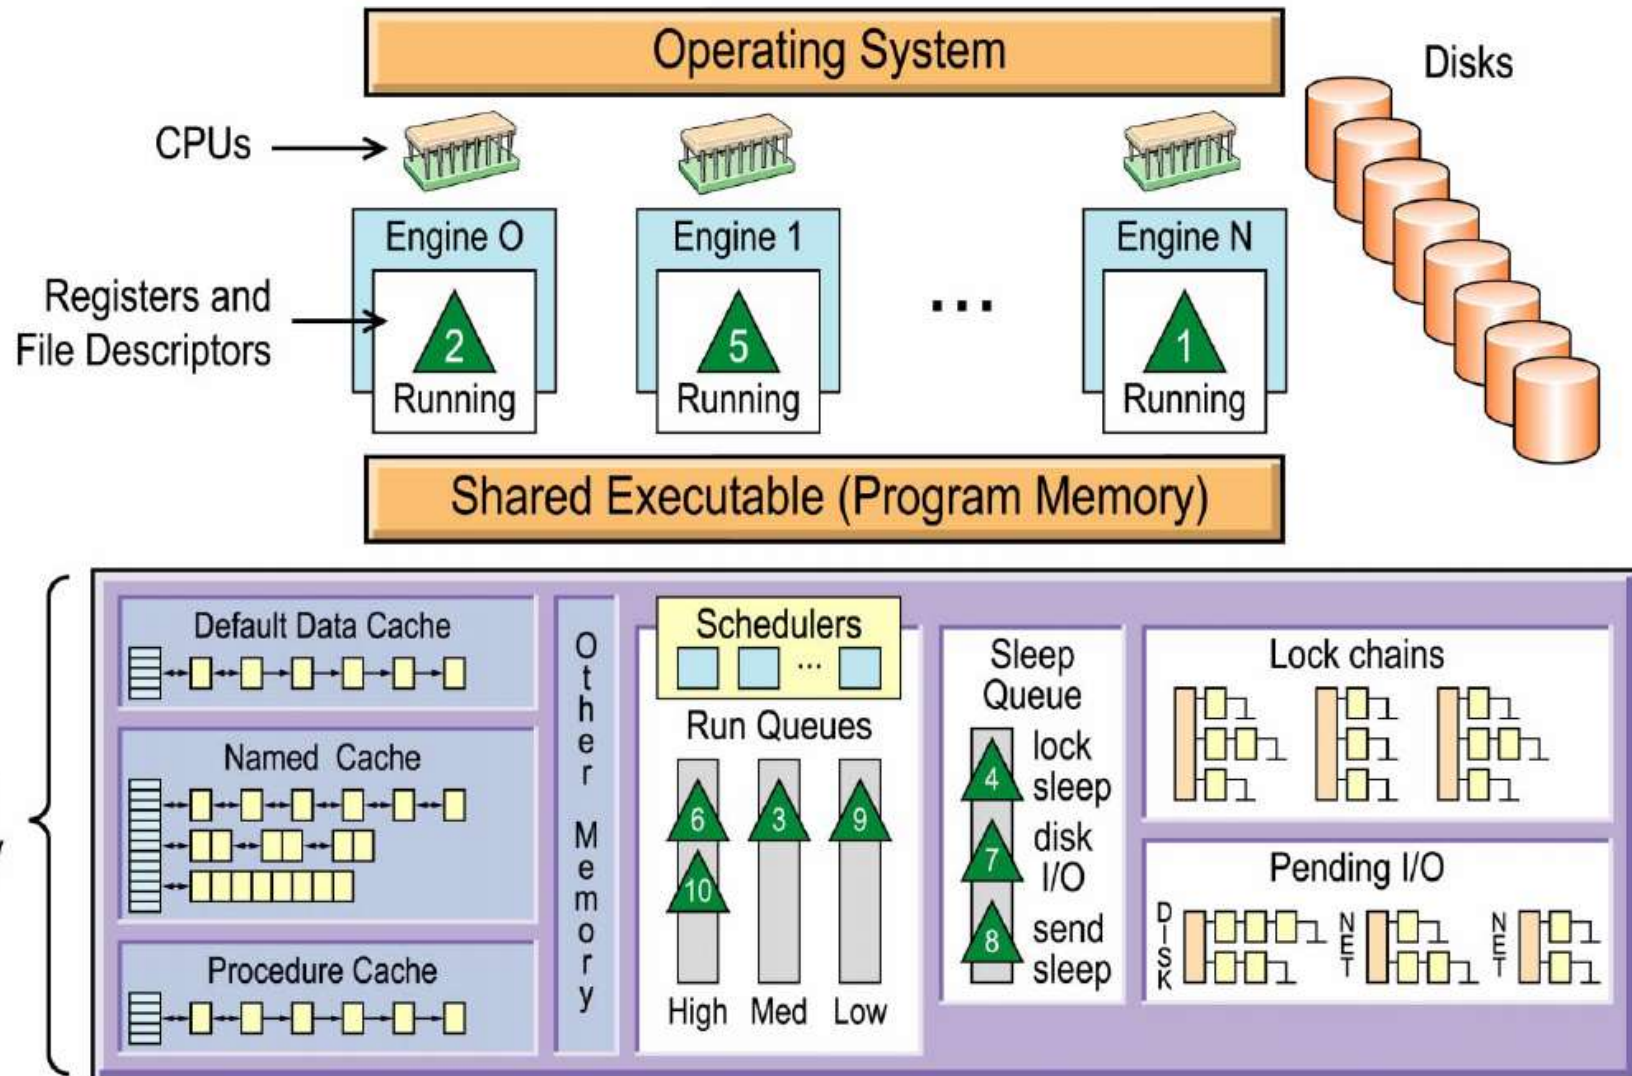 Operating System
Disks
CPUs
Engine O
Engine 1
Engine N
Registers and
File Descriptors
2
5
1
...
Running
Running
Running
Shared Executable (Program Memory)
Default Data Cache
Named Cache
Procedure Cache
Other Memory
Schedulers
...
Run Queues
6
3
9
10
High
Med
Low
Sleep
Queue
4
lock
sleep
7
disk
I/O
8
send
sleep
Lock chains
Pending I/O
DISK
NET
NET